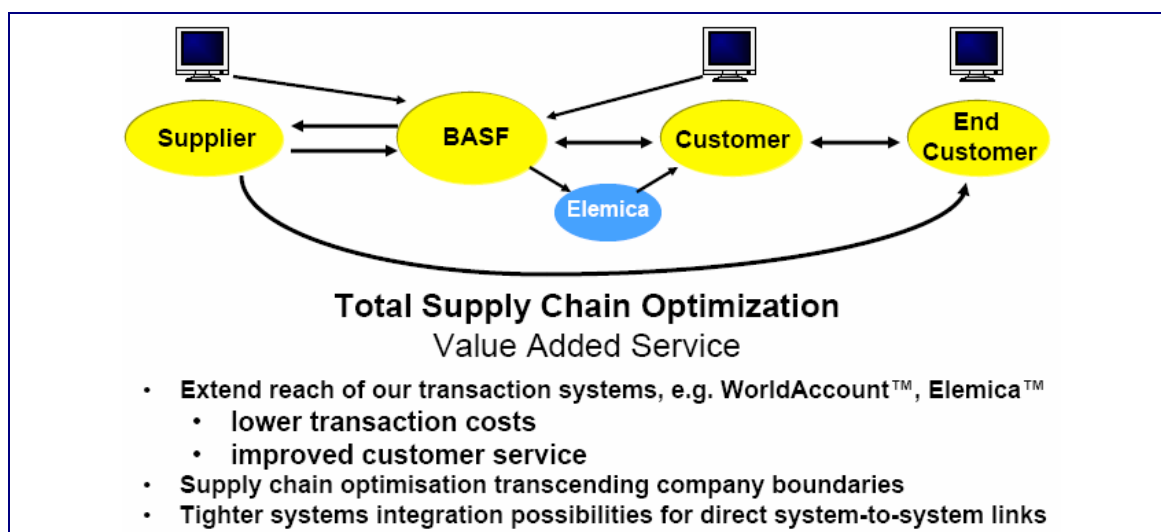 Supplier
BASF
Customer
End
Customer
Elemica
Total Supply Chain Optimization
Value Added Service
• Extend reach of our transaction systems, e.g. WorldAccount™, Elemica™
• lower transaction costs
• improved customer service
• Supply chain optimisation transcending company boundaries
• Tighter systems integration possibilities for direct system-to-system links